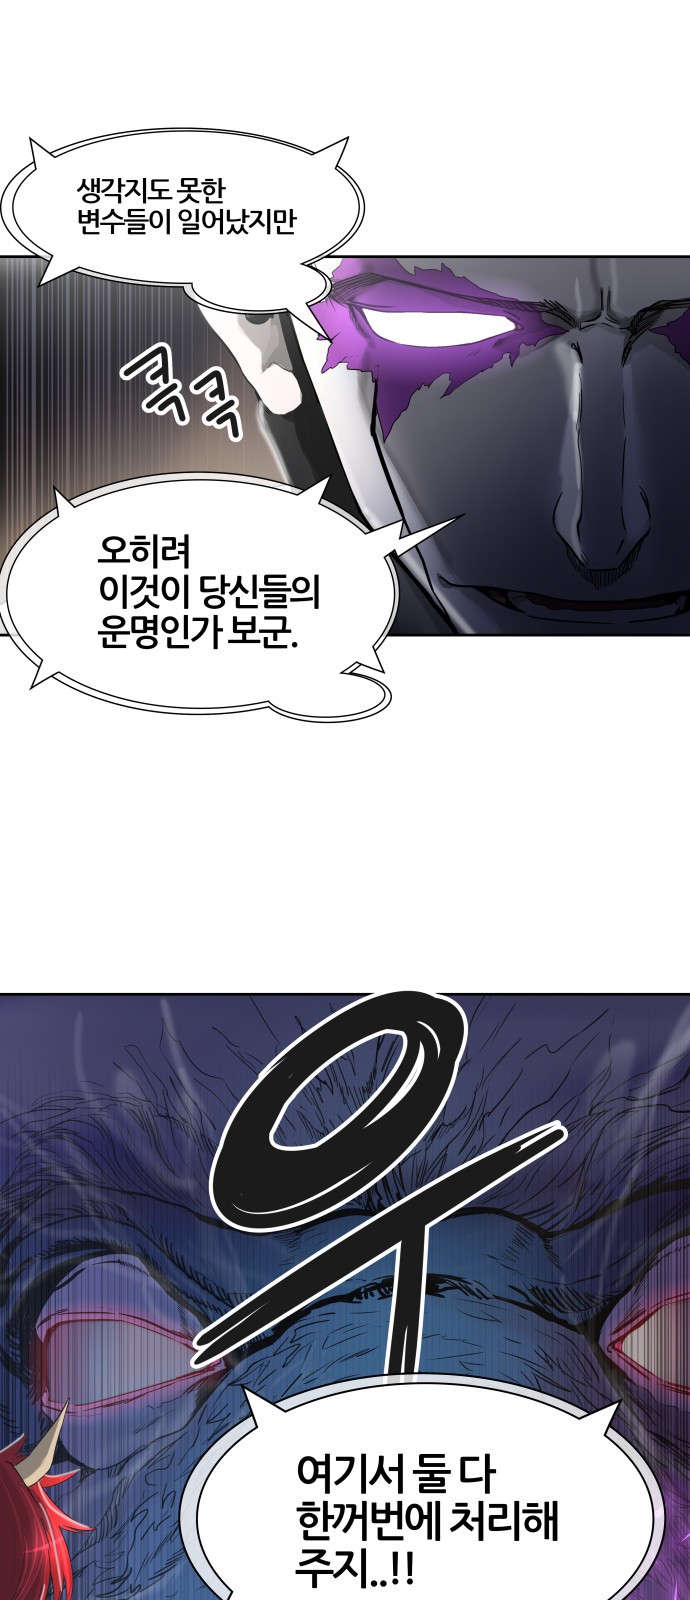 생각지도 못한
변수들이 일어났지만
큭큭
오히려
이것이 당신들의
운명인가 보군.
우
여기서 둘 다
한꺼번에 처리해
주지..!!